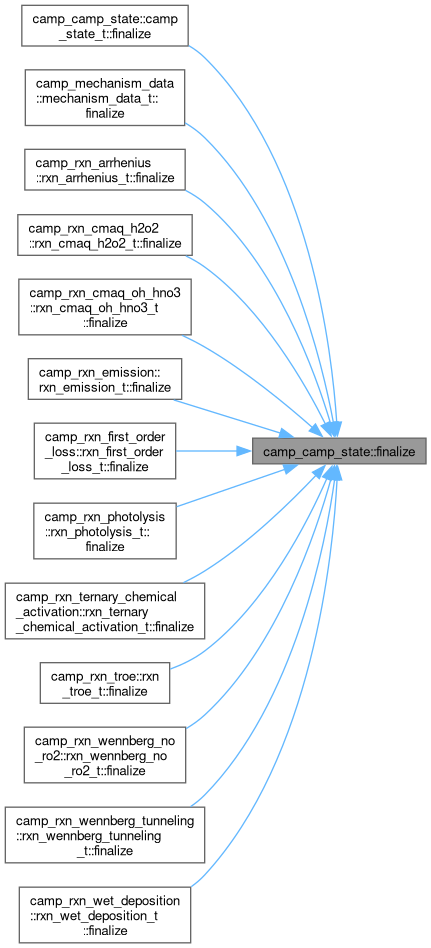 camp_camp_state::camp
_state_t::finalize
camp_mechanism_data
::mechanism_data_t::
finalize
camp_rxn_arrhenius
::rxn_arrhenius_t::finalize
camp_rxn_cmaq_h2o2
::rxn_cmaq_h2o2_t::finalize
camp_rxn_cmaq_oh_hno3
::rxn_cmaq_oh_hno3_t
::finalize
camp_rxn_emission::
rxn_emission_t::finalize
camp_rxn_first_order
_loss::rxn_first_order
_loss_t::finalize
camp_camp_state::finalize
camp_rxn_photolysis
::rxn_photolysis_t::
finalize
camp_rxn_ternary_chemical
_activation::rxn_ternary
_chemical_activation_t::finalize
camp_rxn_troe::rxn
_troe_t::finalize
camp_rxn_wennberg_no
_ro2::rxn_wennberg_no
_ro2_t::finalize
camp_rxn_wennberg_tunneling
::rxn_wennberg_tunneling
_t::finalize
camp_rxn_wet_deposition
::rxn_wet_deposition_t
::finalize